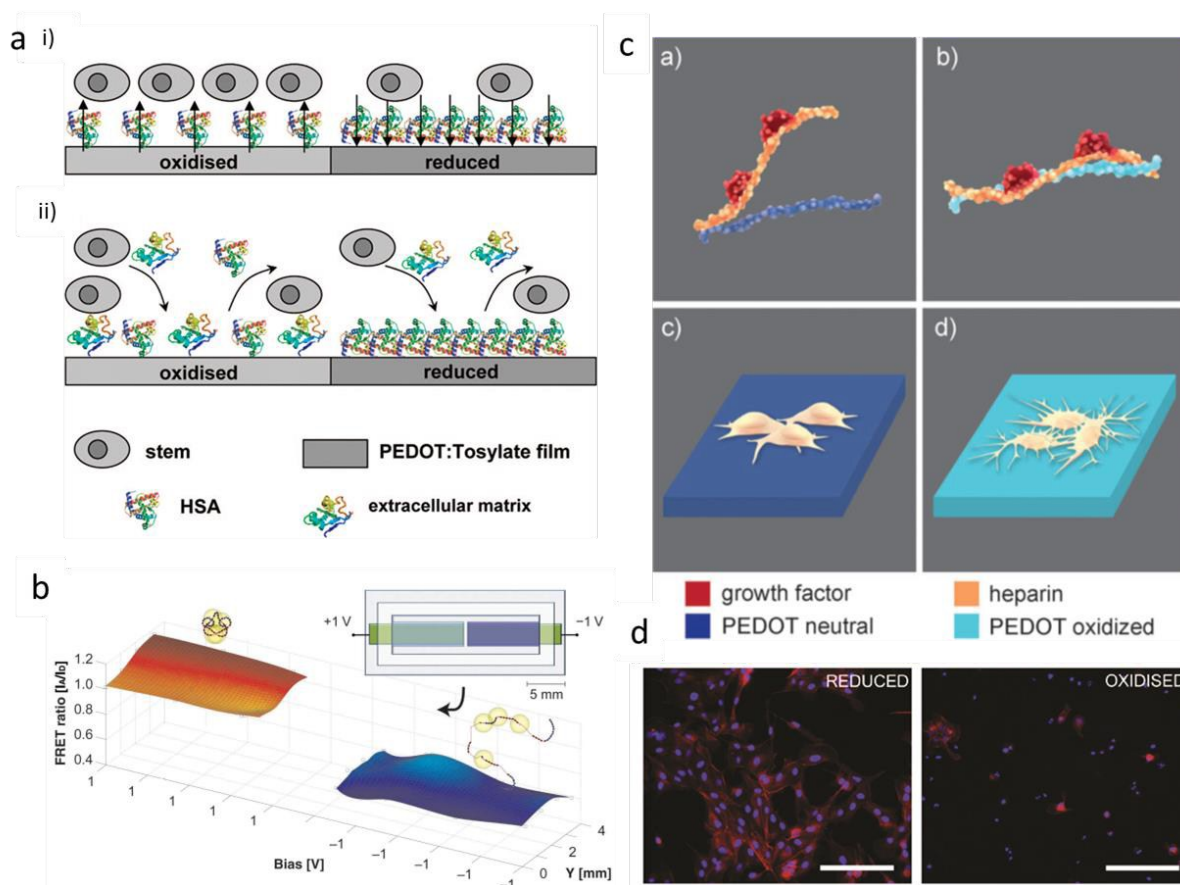 a
i)
oxidised
reduced
ii)
oxidised
reduced
stem
PEDOT:Tosylate film
HSA
extracellular matrix
b
FRET ratio [Iₐ/Iᴅ]
1.2
1.0
0.8
0.6
0.4
+1 V
−1 V
5 mm
1
1
1
1
1
−1
−1
−1
−1
−1
Bias [V]
0
2
4
Y [mm]
c
a)
b)
c)
d)
growth factor
heparin
PEDOT neutral
PEDOT oxidized
d
REDUCED
OXIDISED